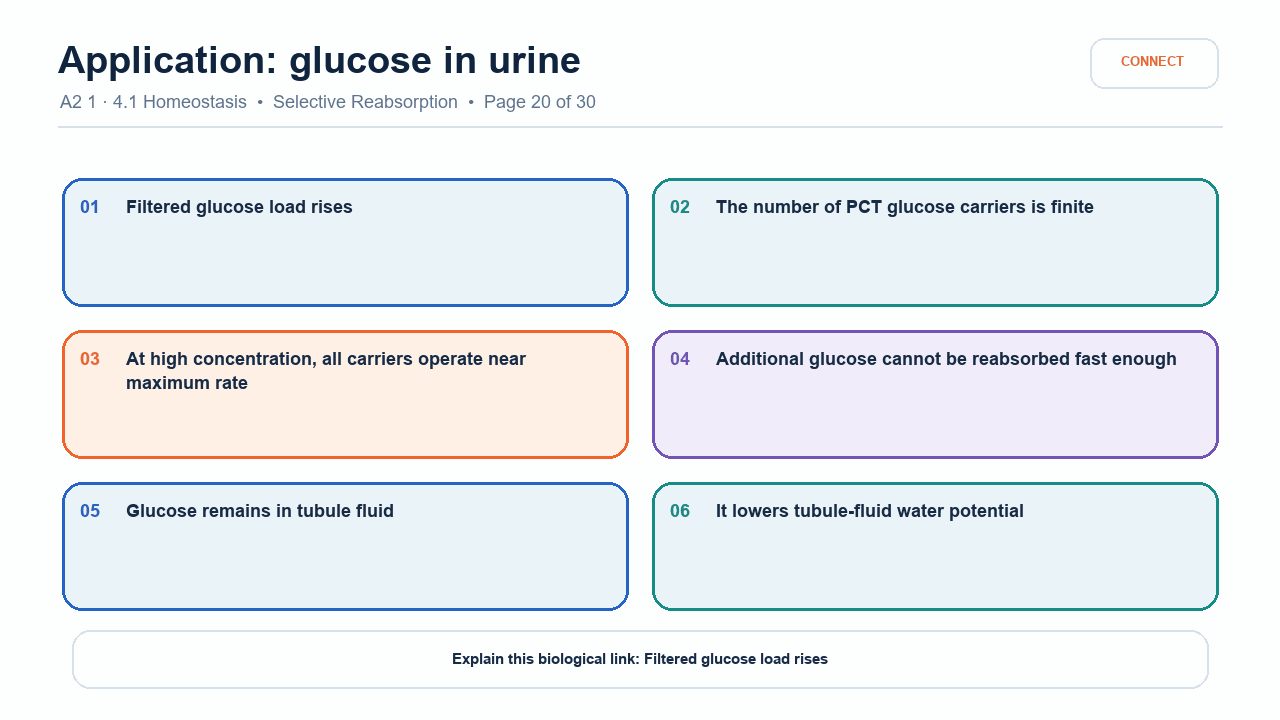 Application: glucose in urine
CONNECT
A2 1 · 4.1 Homeostasis • Selective Reabsorption • Page 20 of 30
01 Filtered glucose load rises
02 The number of PCT glucose carriers is finite
03 At high concentration, all carriers operate near
maximum rate
04 Additional glucose cannot be reabsorbed fast enough
05 Glucose remains in tubule fluid
06 It lowers tubule-fluid water potential
Explain this biological link: Filtered glucose load rises